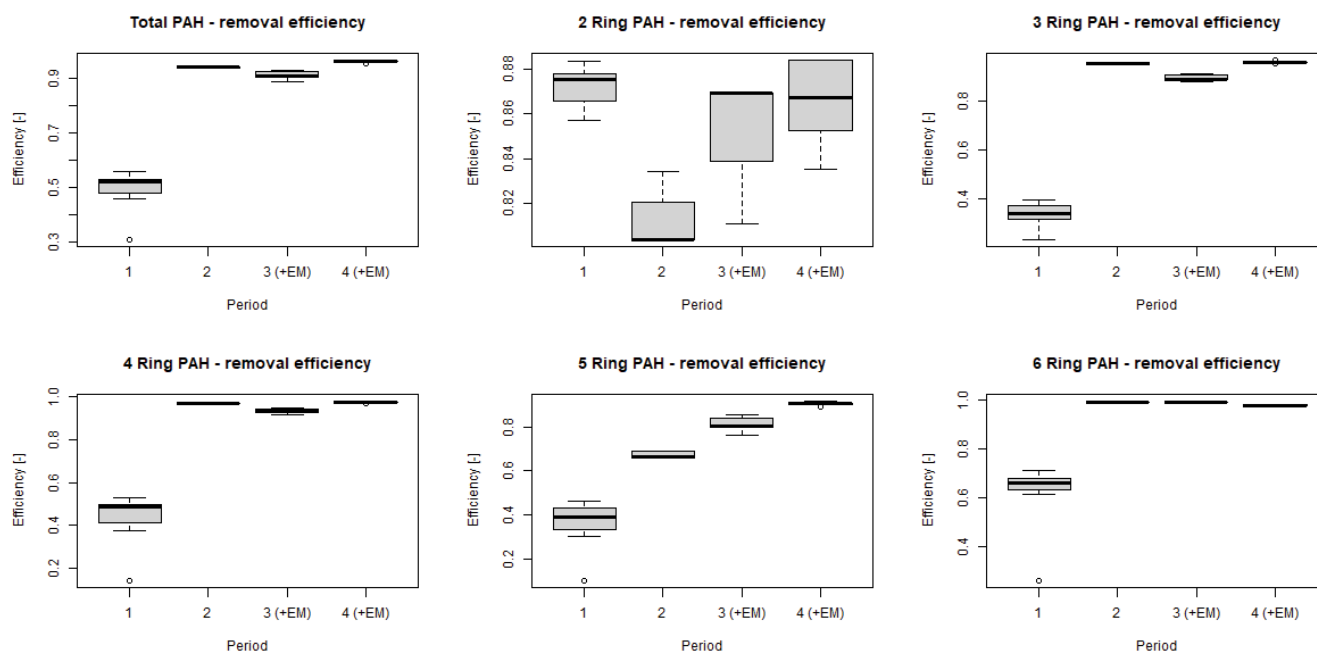 Total PAH - removal efficiency
Efficiency [-]
0.9
0.5
0.3
1 2 3 (+EM) 4 (+EM)
Period
2 Ring PAH - removal efficiency
Efficiency [-]
0.88
0.86
0.84
0.82
1 2 3 (+EM) 4 (+EM)
Period
3 Ring PAH - removal efficiency
Efficiency [-]
0.8
0.6
0.4
1 2 3 (+EM) 4 (+EM)
Period
4 Ring PAH - removal efficiency
Efficiency [-]
1.0
0.8
0.6
0.4
0.2
1 2 3 (+EM) 4 (+EM)
Period
5 Ring PAH - removal efficiency
Efficiency [-]
0.8
0.6
0.4
0.2
1 2 3 (+EM) 4 (+EM)
Period
6 Ring PAH - removal efficiency
Efficiency [-]
1.0
0.8
0.6
0.4
1 2 3 (+EM) 4 (+EM)
Period